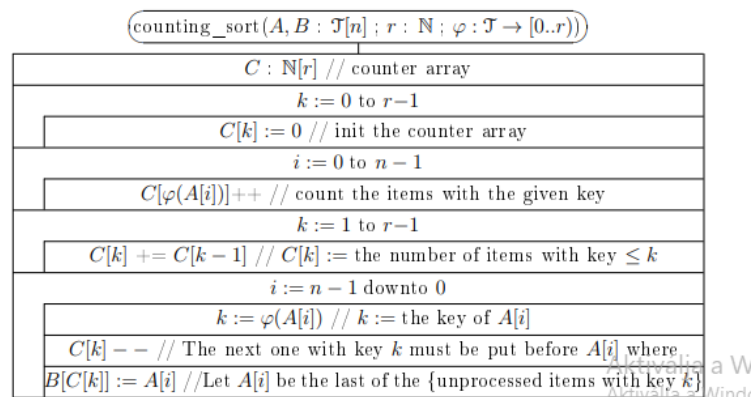 counting_sort(A, B : 𝒯[n] ; r : ℕ ; φ : 𝒯 → [0..r))
C : ℕ[r] // counter array
k := 0 to r−1
C[k] := 0 // init the counter array
i := 0 to n − 1
C[φ(A[i])]++ // count the items with the given key
k := 1 to r−1
C[k] += C[k − 1] // C[k] := the number of items with key ≤ k
i := n − 1 downto 0
k := φ(A[i]) // k := the key of A[i]
C[k] − − // The next one with key k must be put before A[i] where
B[C[k]] := A[i] //Let A[i] be the last of the {unprocessed items with key k}
Aktiválja a W
Aktiválja a Windo